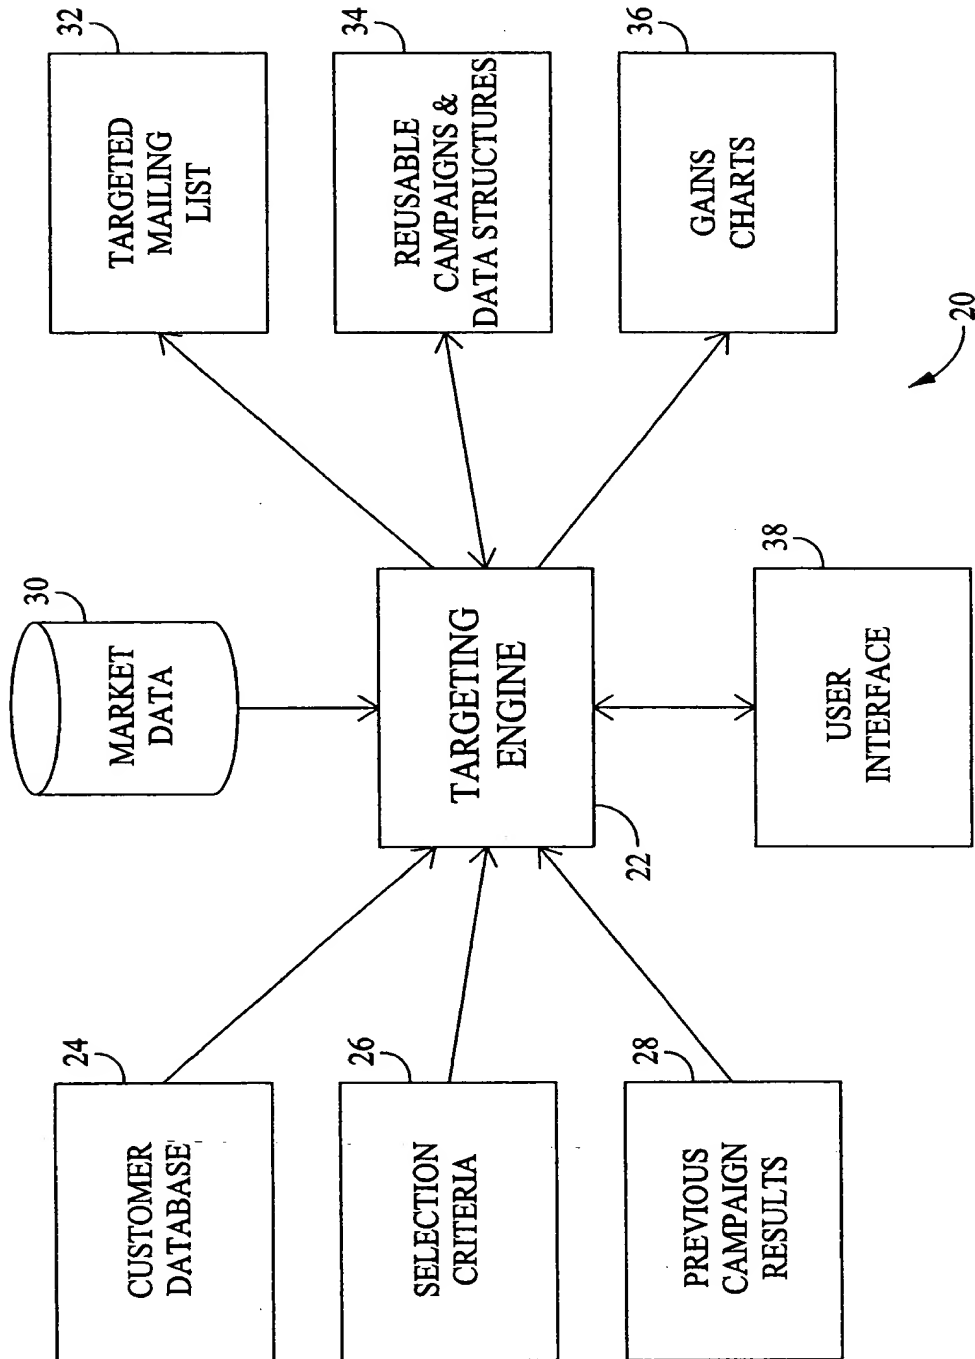 30
MARKET
DATA
24
CUSTOMER
DATABASE
32
TARGETED
MAILING
LIST
26
SELECTION
CRITERIA
TARGETING
ENGINE
22
34
REUSABLE
CAMPAIGNS &
DATA STRUCTURES
28
PREVIOUS
CAMPAIGN
RESULTS
38
USER
INTERFACE
36
GAINS
CHARTS
20